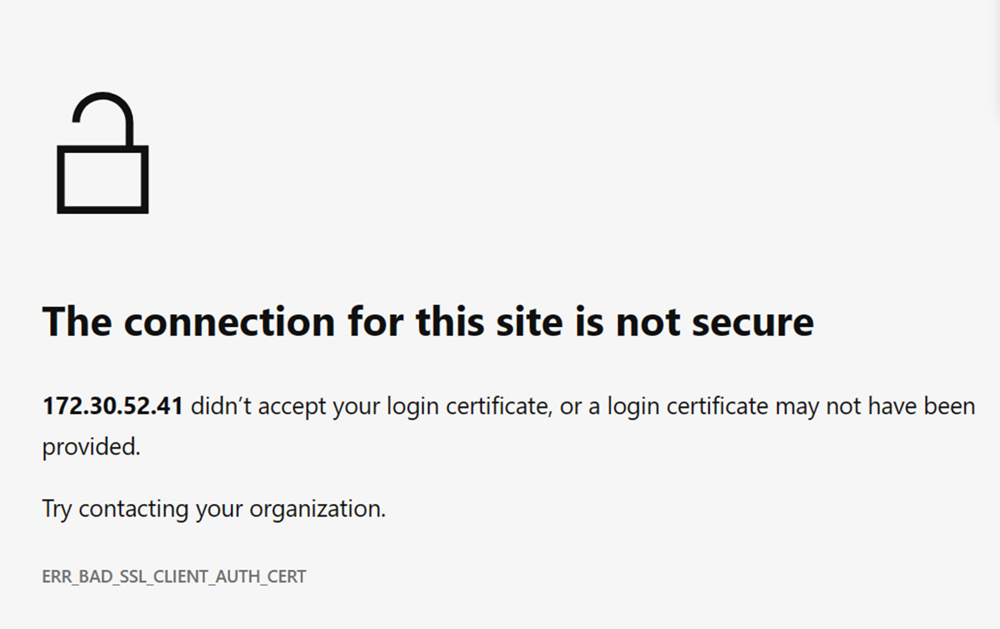 The connection for this site is not secure
172.30.52.41 didn’t accept your login certificate, or a login certificate may not have been
provided.
Try contacting your organization.
ERR_BAD_SSL_CLIENT_AUTH_CERT